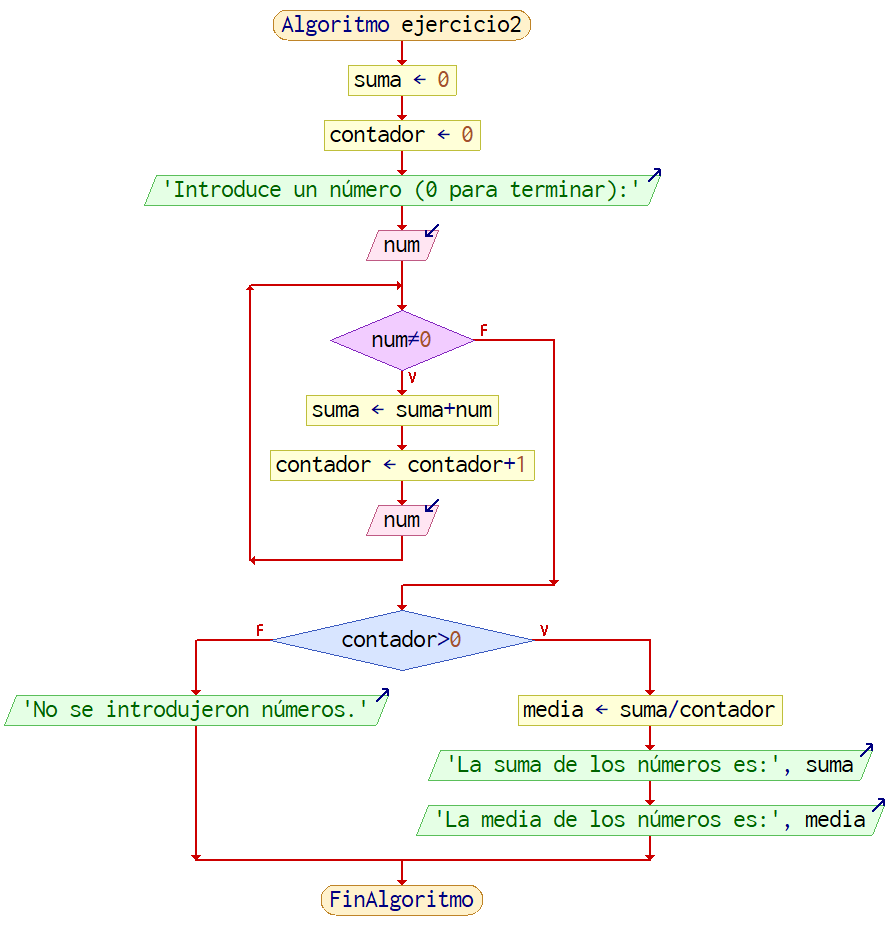 Algoritmo ejercicio2
suma ← 0
contador ← 0
'Introduce un número (0 para terminar):'
num
num≠0
F
V
suma ← suma+num
contador ← contador+1
num
contador>0
F
V
'No se introdujeron números.'
media ← suma/contador
'La suma de los números es:', suma
'La media de los números es:', media
FinAlgoritmo